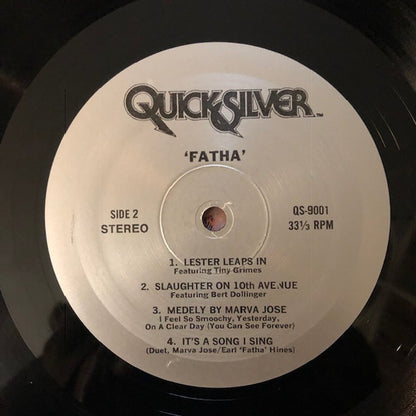 QUICKSILVER ™
'FATHA'
SIDE 2
STEREO
QS-9001
33⅓ RPM
1. LESTER LEAPS IN
Featuring Tiny Grimes
2. SLAUGHTER ON 10th AVENUE
Featuring Bert Dollinger
3. MEDELY BY MARVA JOSE
I Feel So Smoochy, Yesterday,
On A Clear Day (You Can See Forever)
4. IT'S A SONG I SING
(Duet, Marva Jose/Earl 'Fatha' Hines)